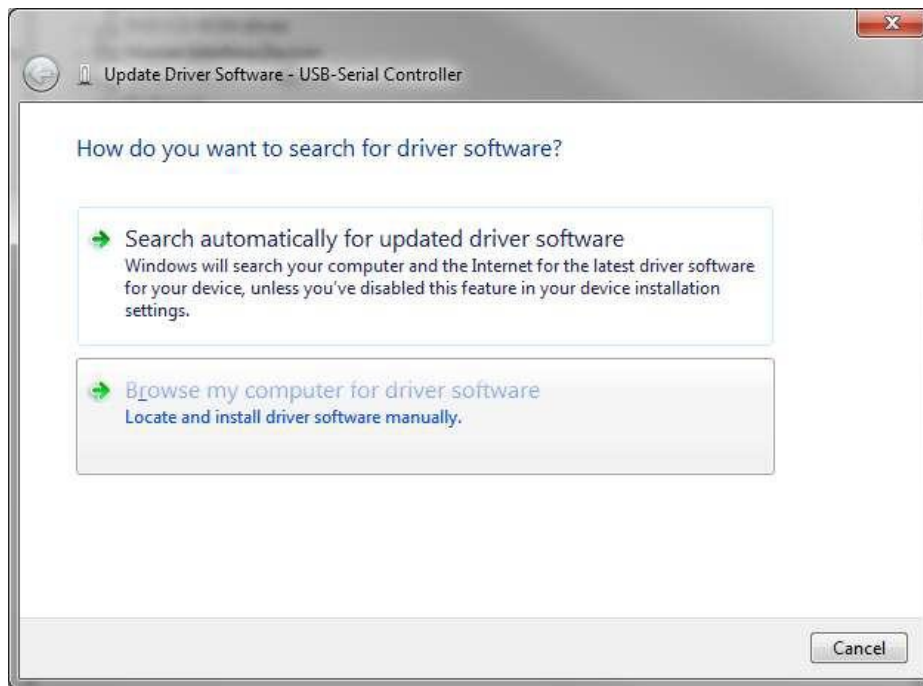 Update Driver Software - USB-Serial Controller
How do you want to search for driver software?
Search automatically for updated driver software
Windows will search your computer and the Internet for the latest driver software
for your device, unless you've disabled this feature in your device installation
settings.
Browse my computer for driver software
Locate and install driver software manually.
Cancel